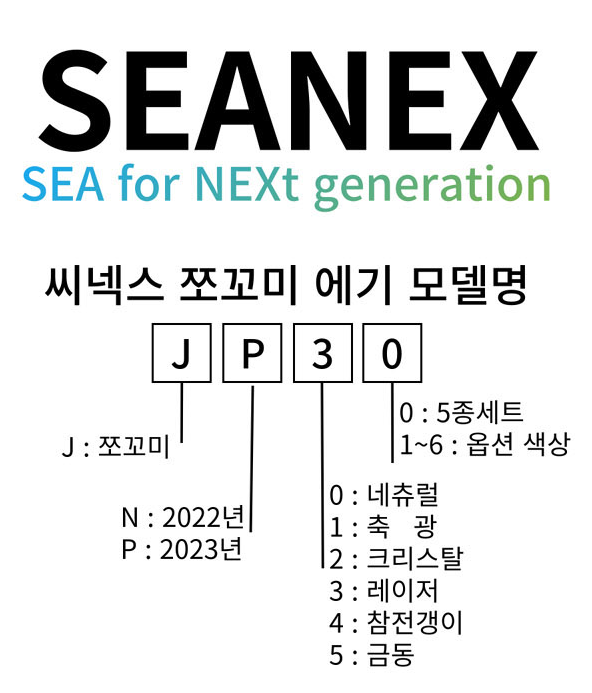 SEANEX
SEA for NEXt generation
씨넥스 쪼꼬미 에기 모델명
J P 3 0
0 : 5종세트
1~6 : 옵션 색상
J : 쪼꼬미
N : 2022년
P : 2023년
0 : 네츄럴
1 : 축 광
2 : 크리스탈
3 : 레이저
4 : 참전갱이
5 : 금동